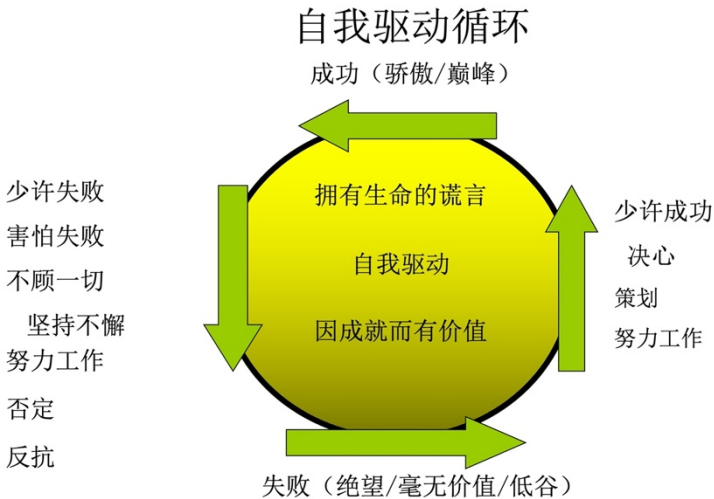 自我驱动循环
成功（骄傲/巅峰）
少许失败
害怕失败
不顾一切
坚持不懈
努力工作
否定
反抗
拥有生命的谎言
自我驱动
因成就而有价值
少许成功
决心
策划
努力工作
失败（绝望/毫无价值/低谷）